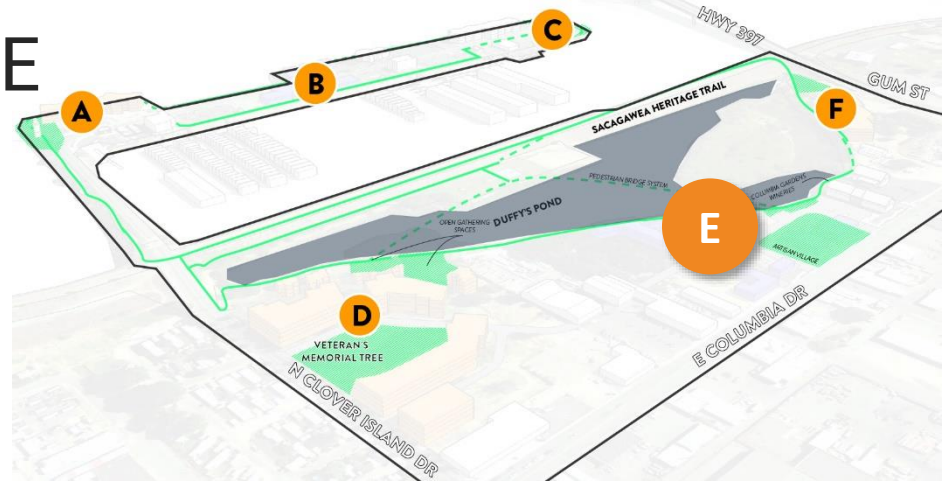 E
A
B
C
HWY 397
GUM ST
F
SACAGAWEA HERITAGE TRAIL
PEDESTRIAN BRIDGE SYSTEM
COLUMBIA GARDENS
WINERIES
OPEN GATHERING
SPACES
DUFFY'S POND
E
ARTISAN VILLAGE
D
VETERAN'S
MEMORIAL TREE
E COLUMBIA DR
N CLOVER ISLAND DR